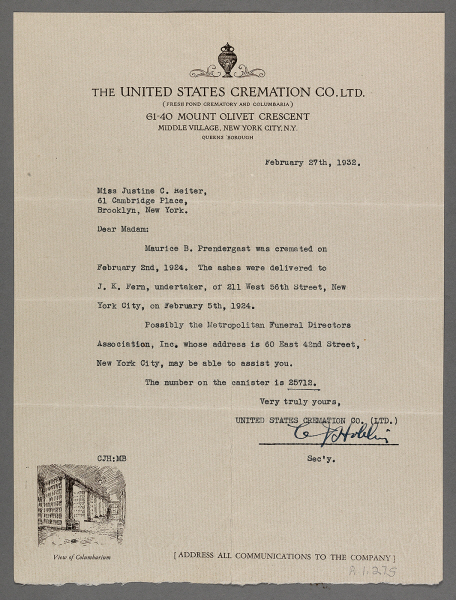 THE UNITED STATES CREMATION CO. LTD.
(FRESH POND CREMATORY AND COLUMBARIA)
61-40 MOUNT OLIVET CRESCENT
MIDDLE VILLAGE, NEW YORK CITY, N.Y.
QUEENS BOROUGH
February 27th, 1932.
Miss Justine C. Reiter,
61 Cambridge Place,
Brooklyn, New York.
Dear Madam:
Maurice B. Prendergast was cremated on
February 2nd, 1924. The ashes were delivered to
J. K. Fern, undertaker, of 211 West 56th Street, New
York City, on February 5th, 1924.
Possibly the Metropolitan Funeral Directors
Association, Inc. whose address is 60 East 42nd Street,
New York City, may be able to assist you.
The number on the canister is 25712.
Very truly yours,
UNITED STATES CREMATION CO. (LTD.)
CJH:MB
Sec'y.
View of Columbarium
[ADDRESS ALL COMMUNICATIONS TO THE COMPANY]